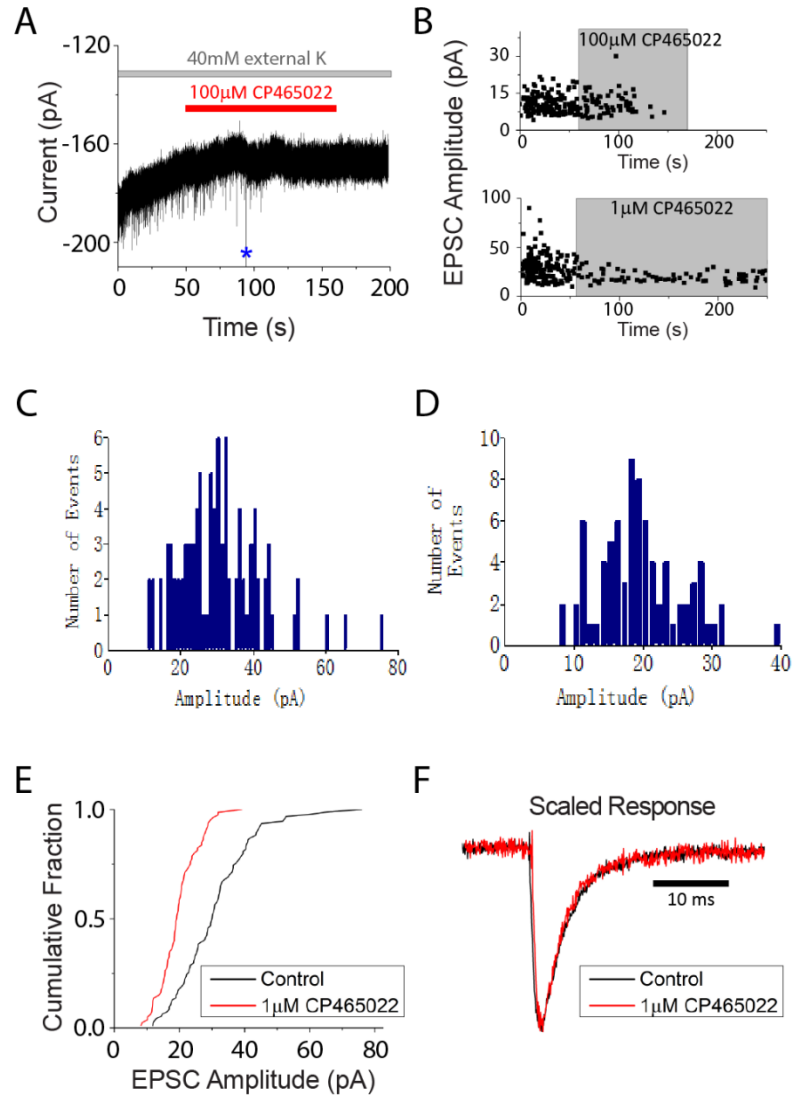 A
-120
-160
-200
Current (pA)
40mM external K
100μM CP465022
*
0 50 100 150 200
Time (s)
B
EPSC Amplitude (pA)
100μM CP465022
30
15
0
0 100 200
Time (s)
1μM CP465022
100
75
50
25
0
0 100 200
Time (s)
C
Number of Events
6
5
4
3
2
1
0
0 20 40 60 80
Amplitude (pA)
D
Number of
Events
10
8
6
4
2
0
0 10 20 30 40
Amplitude (pA)
E
Cumulative Fraction
1.0
0.5
0.0
Control
1μM CP465022
0 20 40 60 80
EPSC Amplitude (pA)
F
Scaled Response
10 ms
Control
1μM CP465022